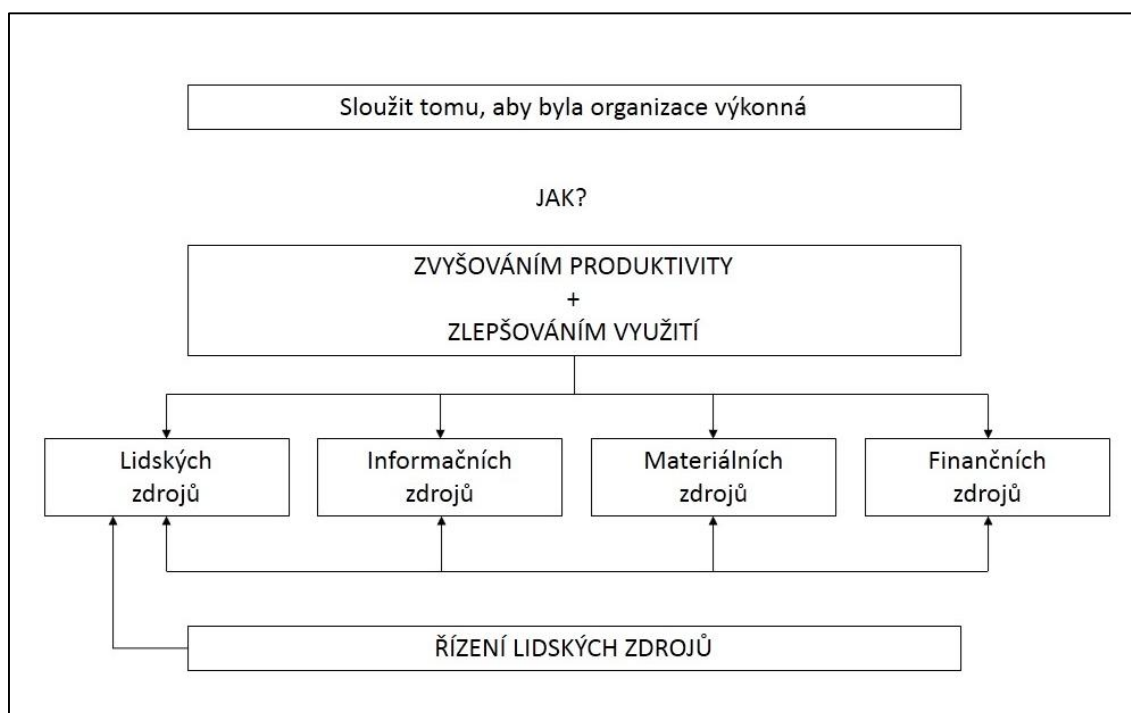 Sloužit tomu, aby byla organizace výkonná
JAK?
ZVYŠOVÁNÍM PRODUKTIVITY
+
ZLEPŠOVÁNÍM VYUŽITÍ
Lidských
zdrojů
Informačních
zdrojů
Materiálních
zdrojů
Finančních
zdrojů
ŘÍZENÍ LIDSKÝCH ZDROJŮ